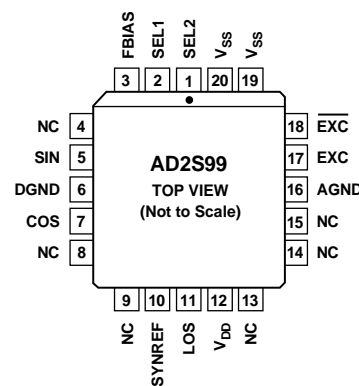 FBIAS
SEL1
SEL2
VSS
VSS
3
2
1
20
19
NC 4
SIN 5
DGND 6
COS 7
NC 8
AD2S99
TOP VIEW
(Not to Scale)
18 EXC
17 EXC
16 AGND
15 NC
14 NC
9
10
11
12
13
NC
SYNREF
LOS
VDD
NC